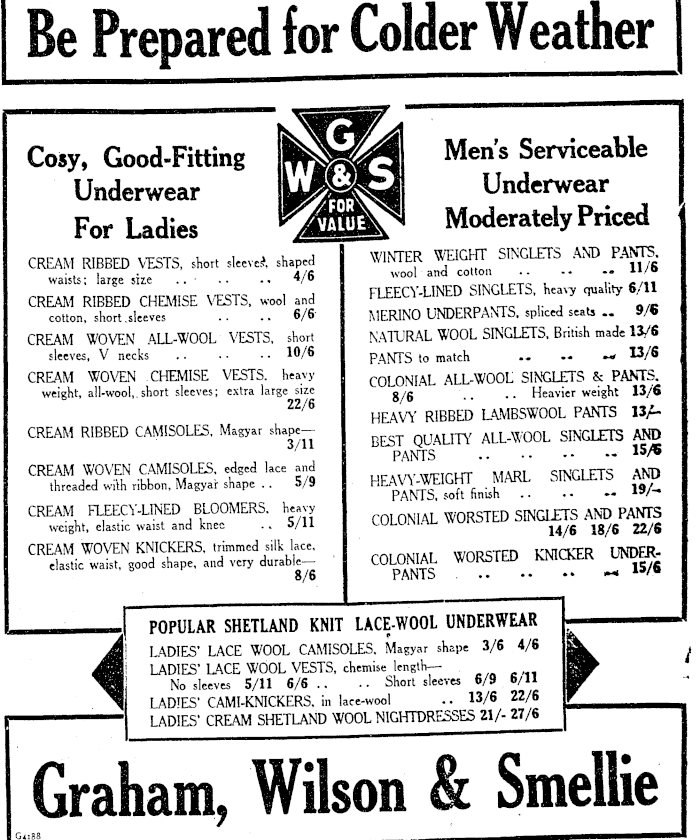 Be Prepared for Colder Weather
G
W & S
FOR
VALUE
Cosy, Good-Fitting
Underwear
For Ladies
CREAM RIBBED VESTS, short sleeves, shaped
waists; large size .. .. .. 4/6
CREAM RIBBED CHEMISE VESTS, wool and
cotton, short sleeves .. .. 6/6
CREAM WOVEN ALL-WOOL VESTS, short
sleeves, V necks .. .. .. 10/6
CREAM WOVEN CHEMISE VESTS, heavy
weight, all-wool, short sleeves; extra large size
22/6
CREAM RIBBED CAMISOLES, Magyar shape—
3/11
CREAM WOVEN CAMISOLES, edged lace and
threaded with ribbon, Magyar shape .. 5/9
CREAM FLEECY-LINED BLOOMERS, heavy
weight, elastic waist and knee .. 5/11
CREAM WOVEN KNICKERS, trimmed silk lace,
elastic waist, good shape, and very durable—
8/6
Men's Serviceable
Underwear
Moderately Priced
WINTER WEIGHT SINGLETS AND PANTS,
wool and cotton .. .. .. 11/6
FLEECY-LINED SINGLETS, heavy quality 6/11
MERINO UNDERPANTS, spliced seats .. 9/6
NATURAL WOOL SINGLETS, British made 13/6
PANTS to match .. .. .. 13/6
COLONIAL ALL-WOOL SINGLETS & PANTS,
8/6 .. .. Heavier weight 13/6
HEAVY RIBBED LAMBSWOOL PANTS 13/-
BEST QUALITY ALL-WOOL SINGLETS AND
PANTS .. .. .. .. 15/6
HEAVY-WEIGHT MARL SINGLETS AND
PANTS, soft finish .. .. .. 19/-
COLONIAL WORSTED SINGLETS AND PANTS
14/6 18/6 22/6
COLONIAL WORSTED KNICKER UNDER-
PANTS .. .. .. .. 15/6
POPULAR SHETLAND KNIT LACE-WOOL UNDERWEAR
LADIES' LACE WOOL CAMISOLES, Magyar shape 3/6 4/6
LADIES' LACE WOOL VESTS, chemise length—
No sleeves 5/11 6/6 .. .. Short sleeves 6/9 6/11
LADIES' CAMI-KNICKERS, in lace-wool .. 13/6 22/6
LADIES' CREAM SHETLAND WOOL NIGHTDRESSES 21/- 27/6
Graham, Wilson & Smellie
G4188